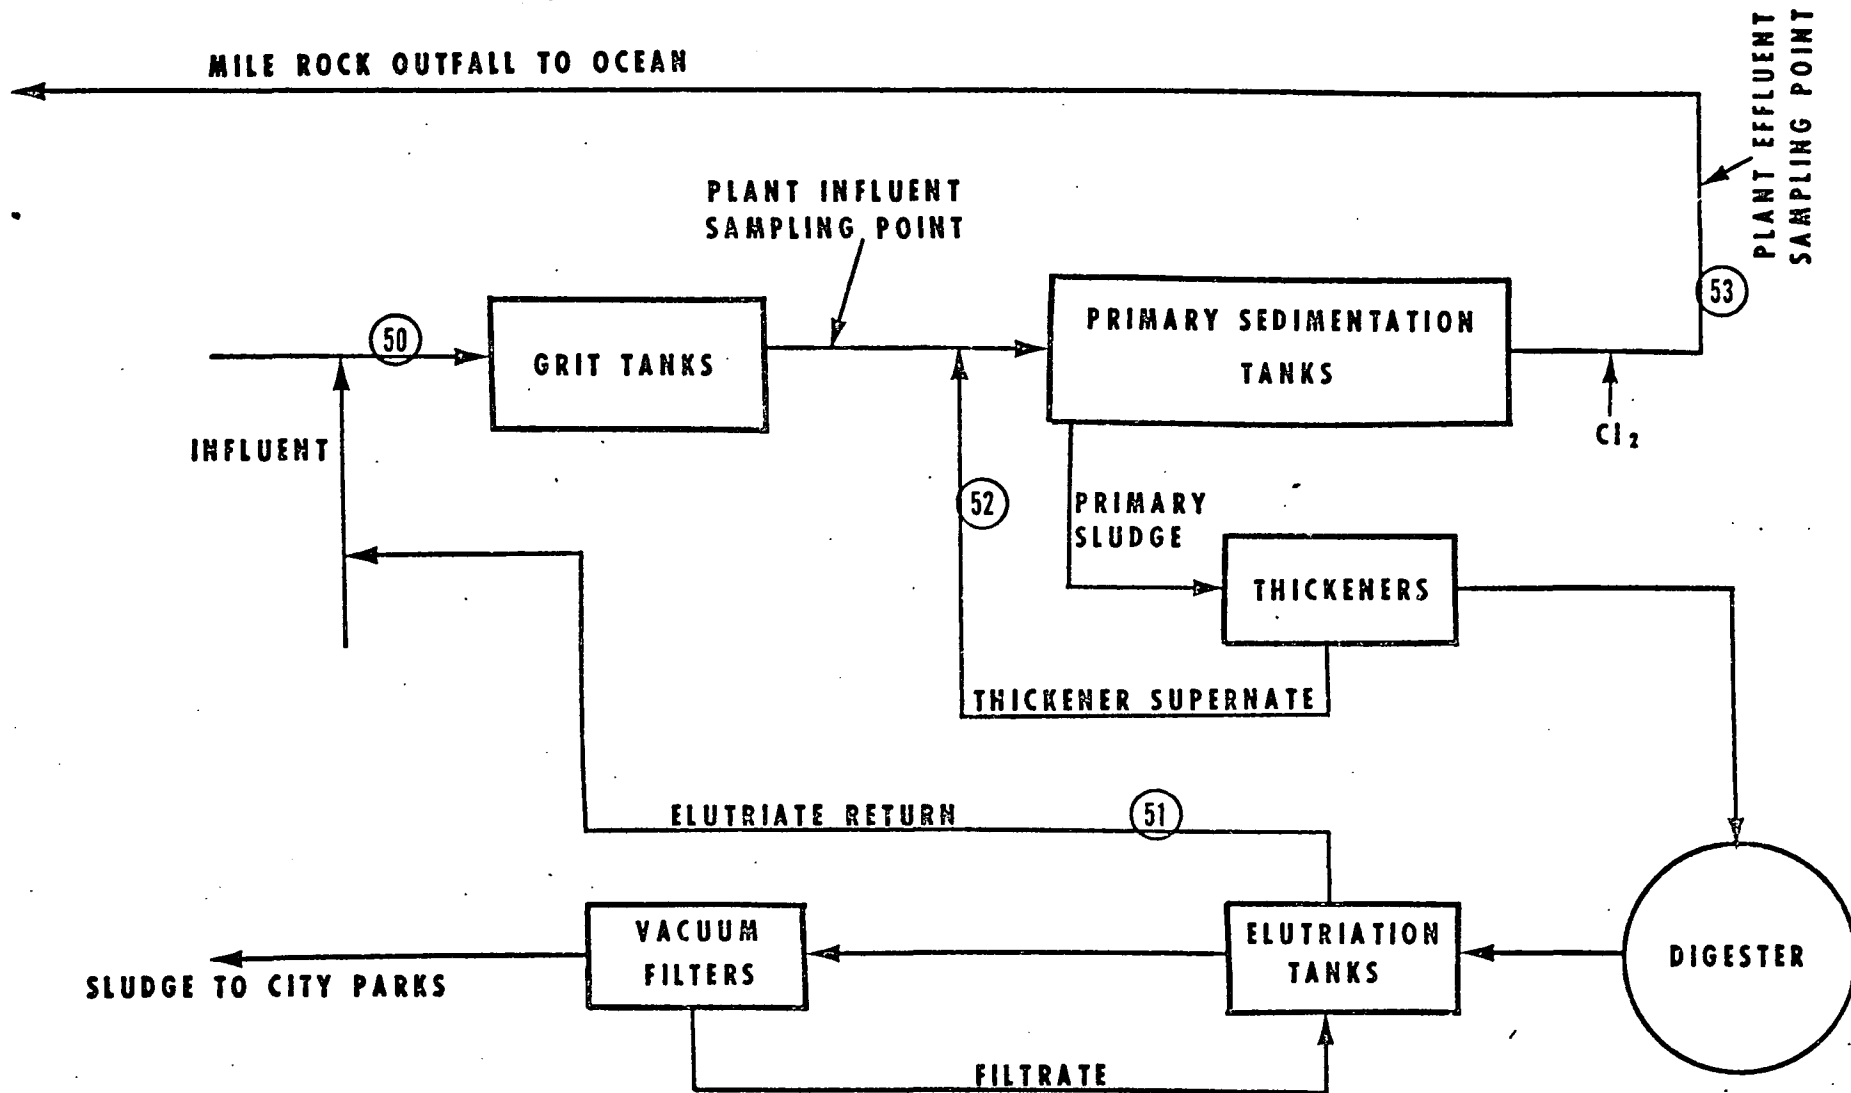 MILE ROCK OUTFALL TO OCEAN
PLANT EFFLUENT
SAMPLING POINT
PLANT INFLUENT
SAMPLING POINT
53
50
GRIT TANKS
PRIMARY SEDIMENTATION
TANKS
Cl2
INFLUENT
52
PRIMARY
SLUDGE
THICKENERS
THICKENER SUPERNATE
ELUTRIATE RETURN
51
VACUUM
FILTERS
ELUTRIATION
TANKS
DIGESTER
SLUDGE TO CITY PARKS
FILTRATE